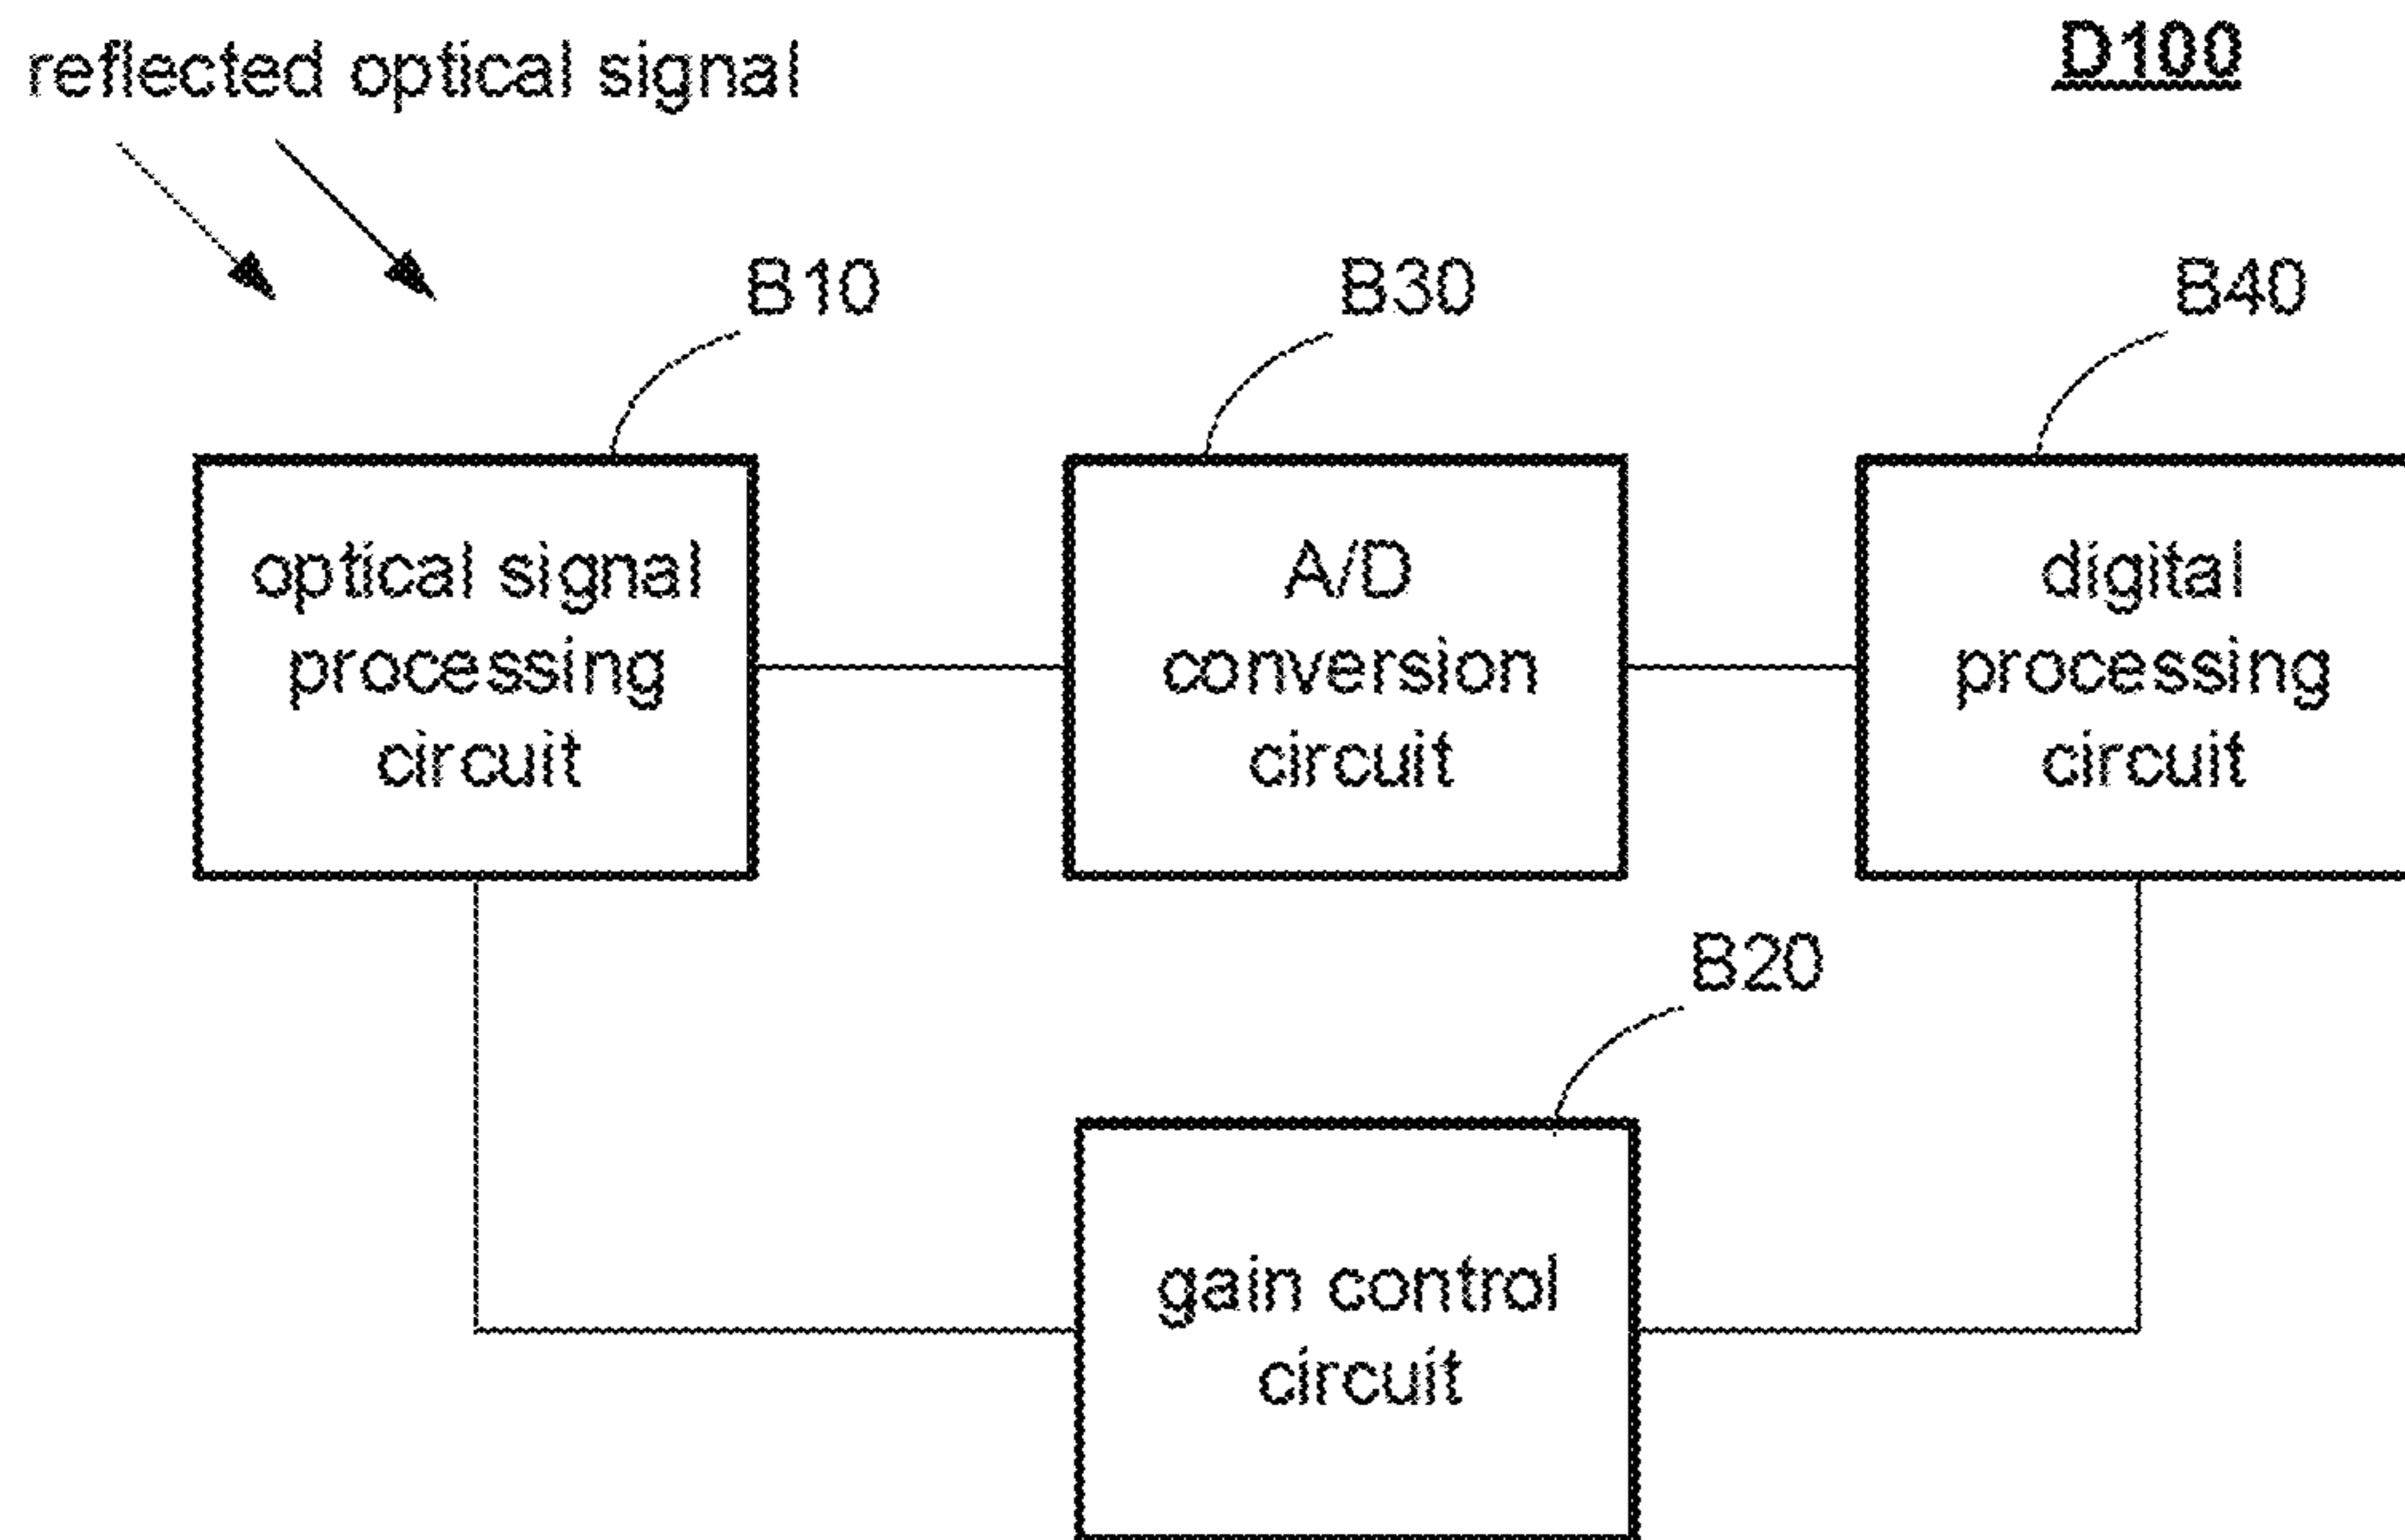 reflected optical signal
D100
B10
B30
B40
optical signal
processing
circuit
A/D
conversion
circuit
digital
processing
circuit
B20
gain control
circuit